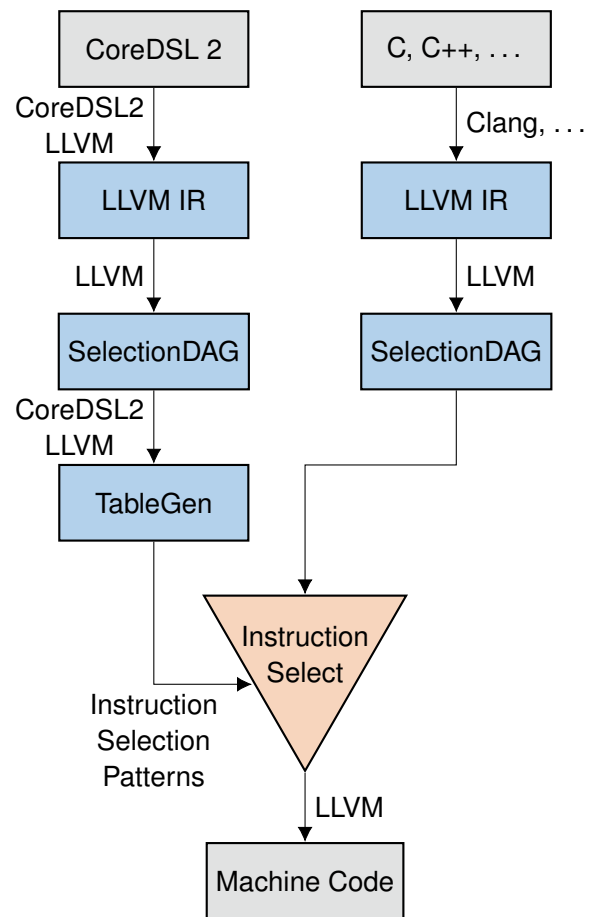 CoreDSL 2
C, C++, . . .
CoreDSL2
LLVM
Clang, . . .
LLVM IR
LLVM IR
LLVM
LLVM
SelectionDAG
SelectionDAG
CoreDSL2
LLVM
TableGen
Instruction
Select
Instruction
Selection
Patterns
LLVM
Machine Code